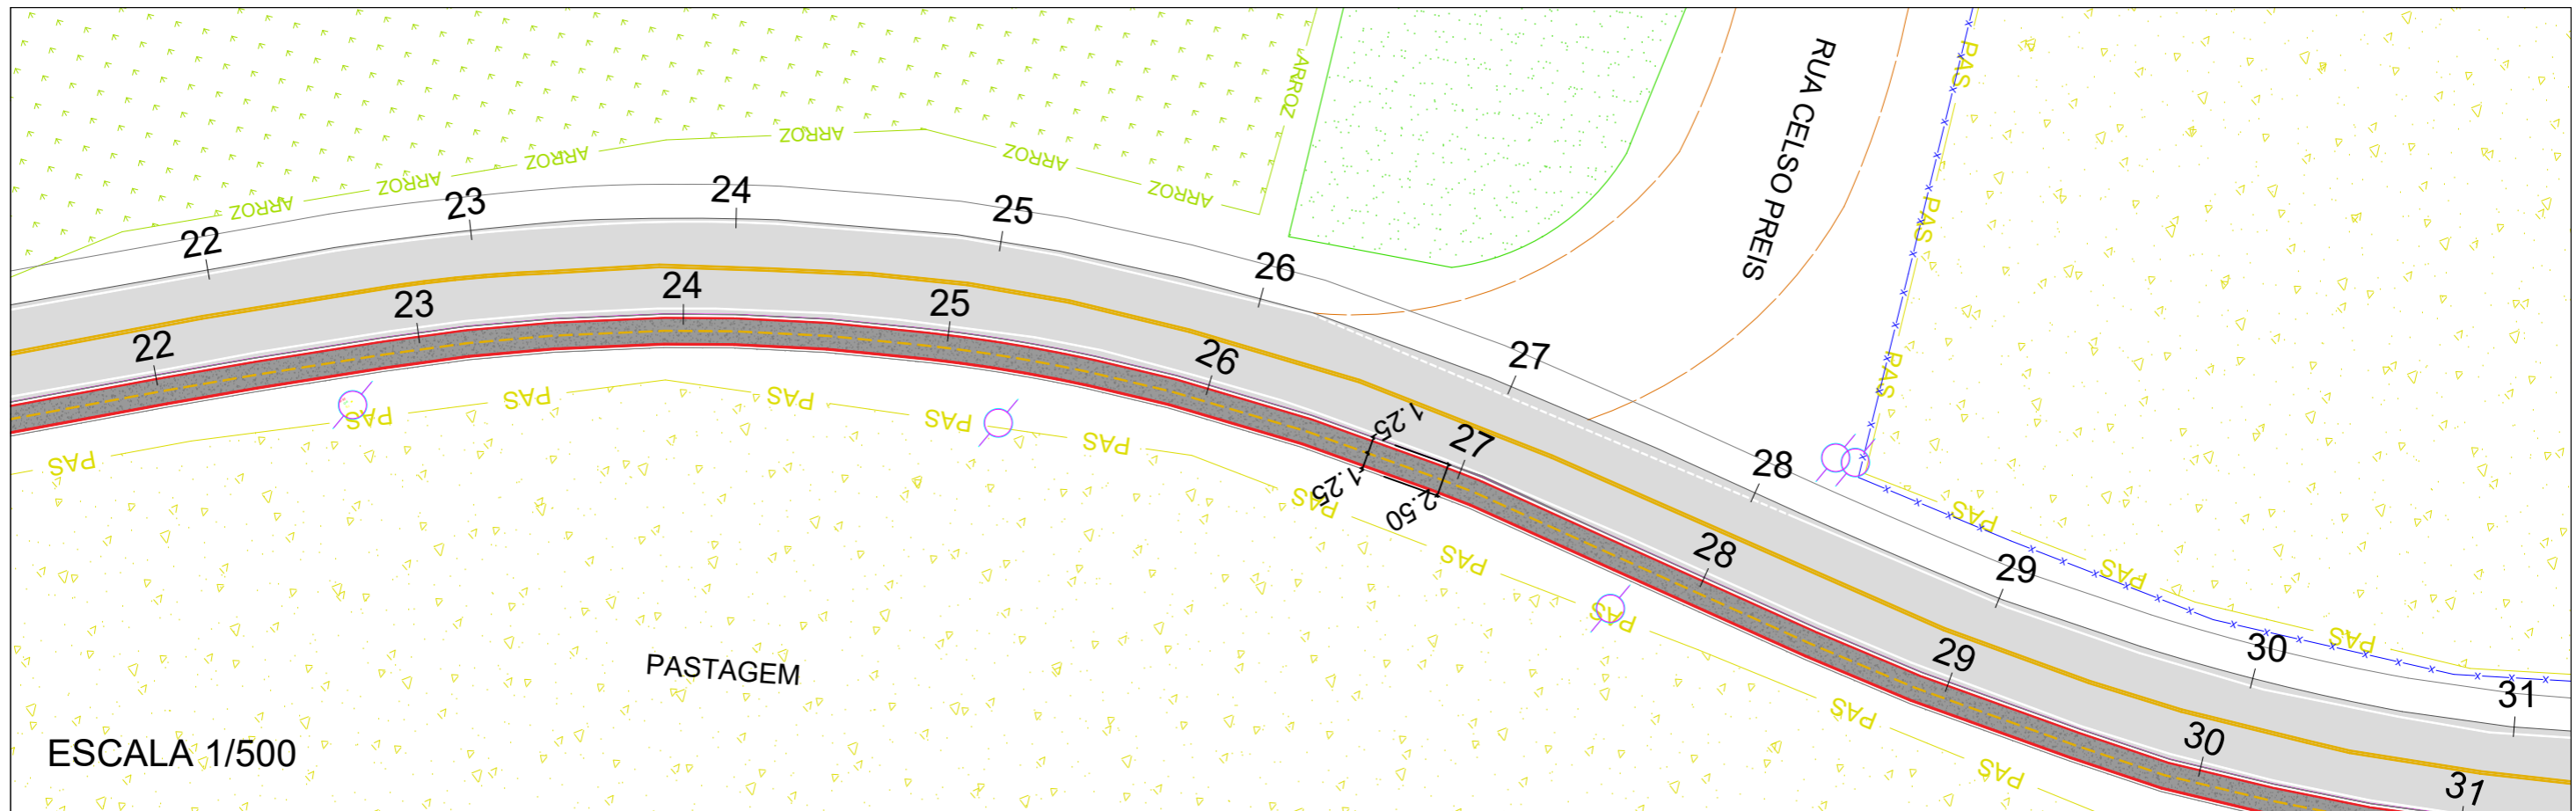 ARROZ
ARROZ
ARROZ
ARROZ
ARROZ
ARROZ
ARROZ
RUA CELSO PREIS
PAS
PAS
PAS
22
23
24
25
26
27
28
29
30
31
22
23
24
25
26
27
28
29
30
31
1.25
1.25
2.50
PAS
PAS
PAS
PAS
PAS
PAS
PAS
PAS
PAS
PAS
PAS
PAS
PAS
PAS
PASTAGEM
ESCALA 1/500